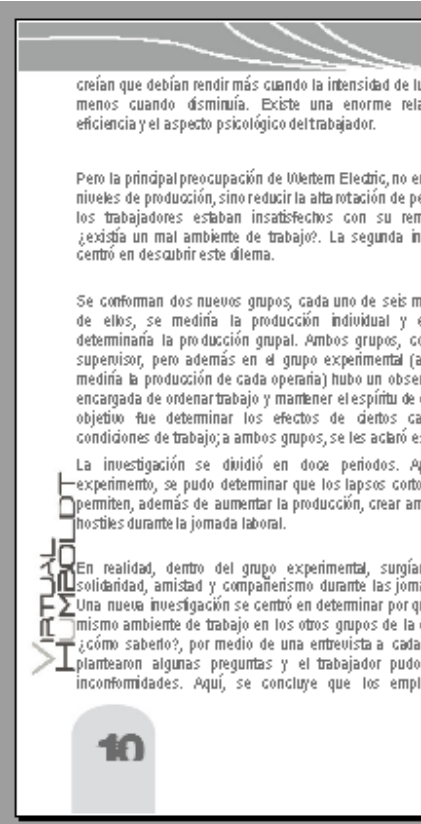 creían que debían rendir más cuando la intensidad de lu
menos cuando disminuía. Existe una enorme rela
eficiencia y el aspecto psicológico del trabajador.
Pero la principal preocupación de Wertern Electric, no e
niveles de producción, sino reducir la alta rotación de pe
los trabajadores estaban insatisfechos con su rem
¿existía un mal ambiente de trabajo?. La segunda in
centró en descubrir este dilema.
Se conforman dos nuevos grupos, cada uno de seis m
de ellos, se mediría la producción individual y e
determinaría la producción grupal. Ambos grupos, co
supervisor, pero además en el grupo experimental (a
mediría la producción de cada operaria) hubo un obser
encargada de ordenar trabajo y mantener el espíritu de
objetivo fue determinar los efectos de ciertos ca
condiciones de trabajo; a ambos grupos, se les aclaró es
La investigación se dividió en doce periodos. Ap
experimento, se pudo determinar que los lapsos corto
permiten, además de aumentar la producción, crear am
hostiles durante la jornada laboral.
En realidad, dentro del grupo experimental, surgían
solidaridad, amistad y compañerismo durante las jorna
Una nueva investigación se centró en determinar por qu
mismo ambiente de trabajo en los otros grupos de la
¿cómo saberlo?, por medio de una entrevista a cada
plantearon algunas preguntas y el trabajador pudo
inconformidades. Aquí, se concluye que los empl
VIRTUAL
HUMBOLDT
10